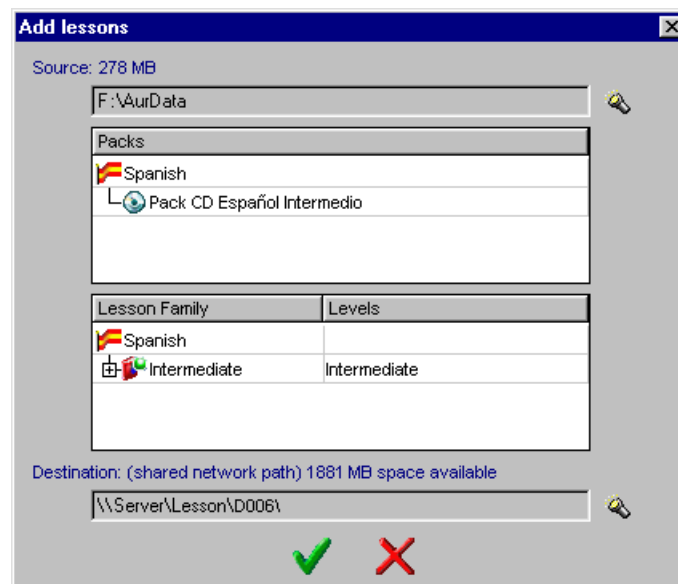 Add lessons
Source: 278 MB
F:\AurData
Packs
Spanish
Pack CD Español Intermedio
Lesson Family Levels
Spanish
Intermediate Intermediate
Destination: (shared network path) 1881 MB space available
\\Server\Lesson\D006\